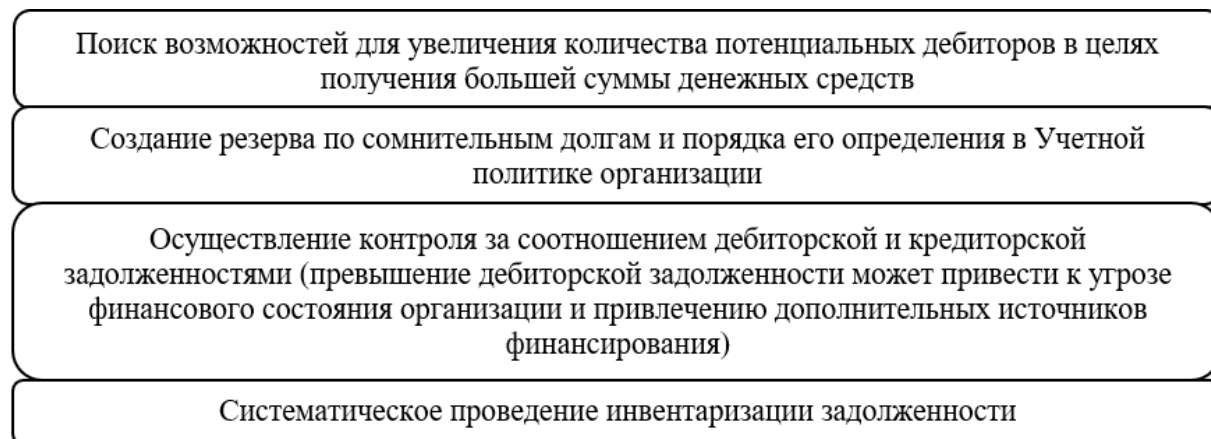 Поиск возможностей для увеличения количества потенциальных дебиторов в целях
получения большей суммы денежных средств
Создание резерва по сомнительным долгам и порядка его определения в Учетной
политике организации
Осуществление контроля за соотношением дебиторской и кредиторской
задолженностями (превышение дебиторской задолженности может привести к угрозе
финансового состояния организации и привлечению дополнительных источников
финансирования)
Систематическое проведение инвентаризации задолженности